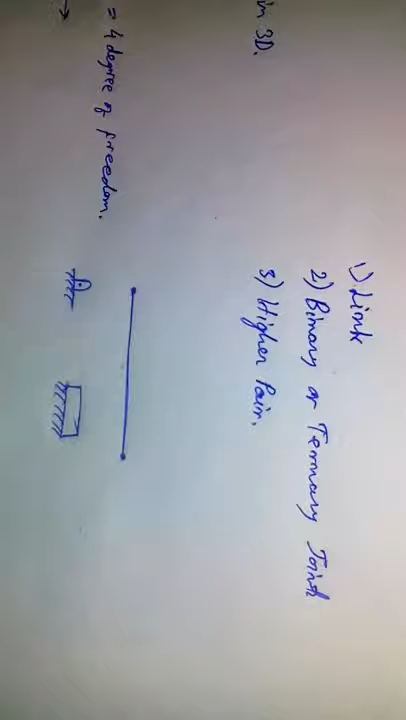 in 3D.
= 4 degree of freedom.
→
1) Link
2) Binary or Ternary Joint
3) Higher Pair.